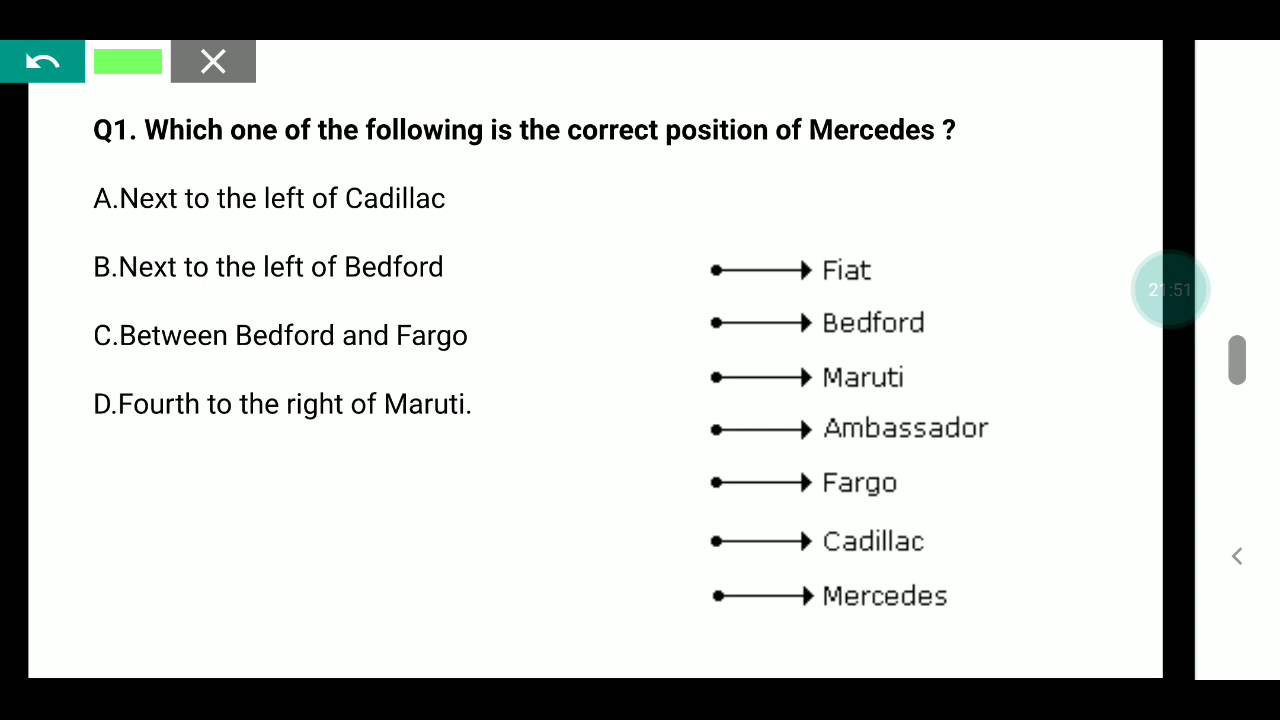 Q1. Which one of the following is the correct position of Mercedes ?
A.Next to the left of Cadillac
B.Next to the left of Bedford
C.Between Bedford and Fargo
D.Fourth to the right of Maruti.
Fiat
Bedford
Maruti
Ambassador
Fargo
Cadillac
Mercedes
21:51